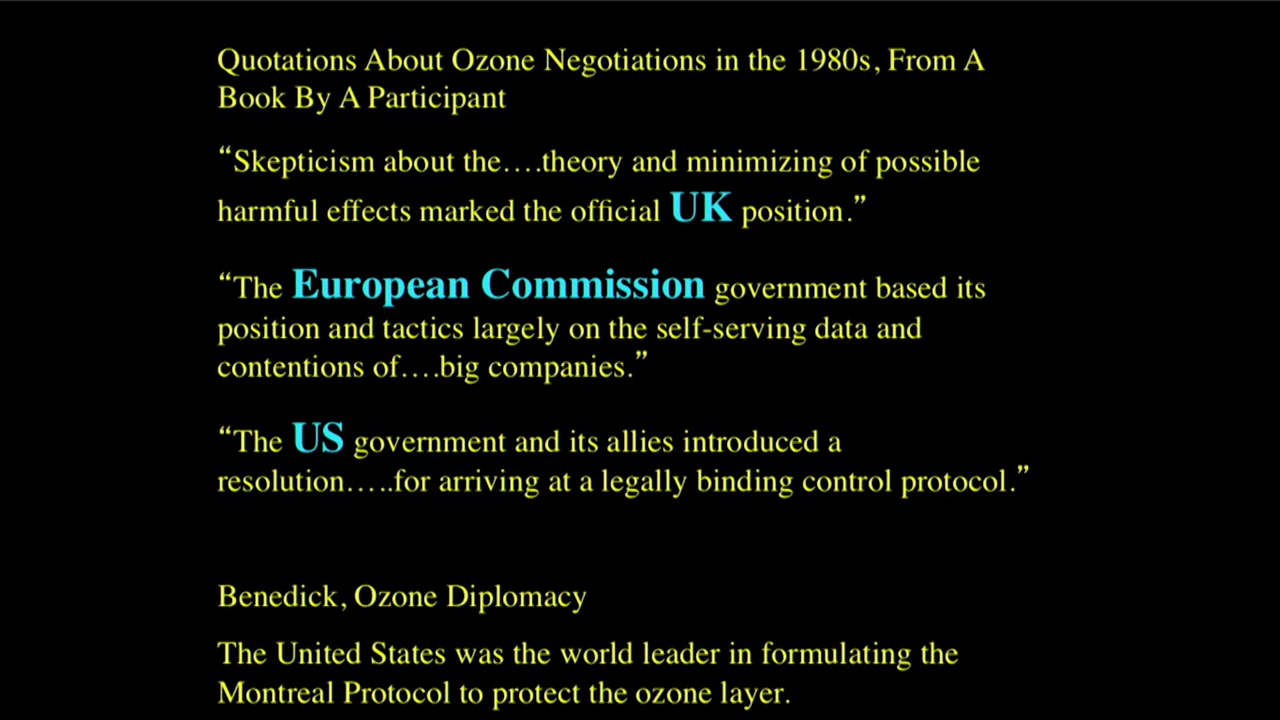 Quotations About Ozone Negotiations in the 1980s, From A
Book By A Participant
“Skepticism about the….theory and minimizing of possible
harmful effects marked the official UK position.”
“The European Commission government based its
position and tactics largely on the self-serving data and
contentions of….big companies.”
“The US government and its allies introduced a
resolution…..for arriving at a legally binding control protocol.”
Benedick, Ozone Diplomacy
The United States was the world leader in formulating the
Montreal Protocol to protect the ozone layer.